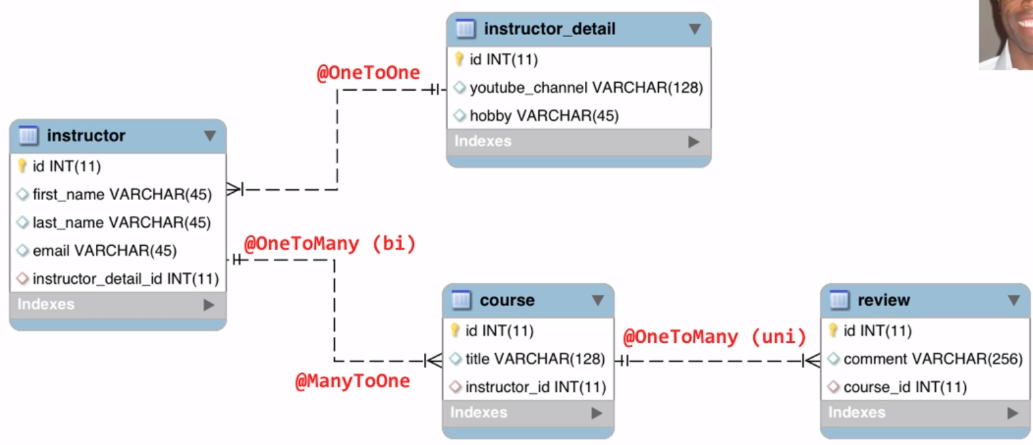 instructor_detail
id INT(11)
youtube_channel VARCHAR(128)
hobby VARCHAR(45)
Indexes
@OneToOne
instructor
id INT(11)
first_name VARCHAR(45)
last_name VARCHAR(45)
email VARCHAR(45)
instructor_detail_id INT(11)
Indexes
@OneToMany (bi)
@ManyToOne
course
id INT(11)
title VARCHAR(128)
instructor_id INT(11)
Indexes
@OneToMany (uni)
review
id INT(11)
comment VARCHAR(256)
course_id INT(11)
Indexes